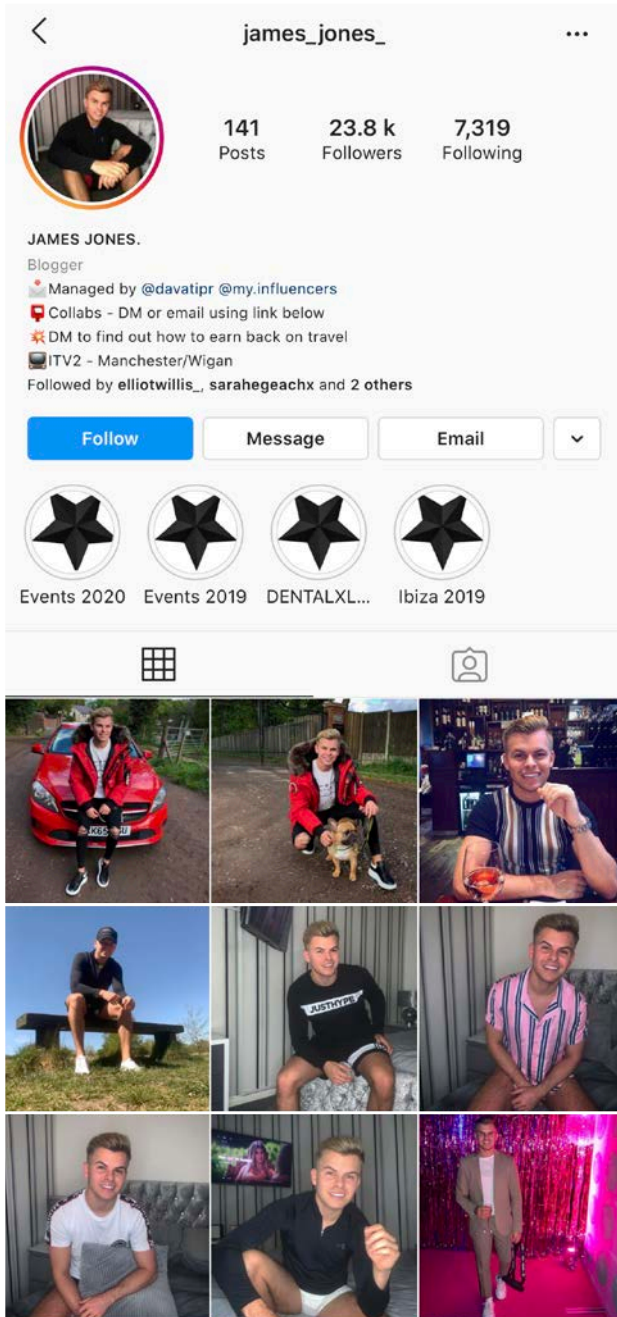 james_jones_
141 23.8 k 7,319
Posts Followers Following
JAMES JONES.
Blogger
Managed by @davatipr @my.influencers
Collabs - DM or email using link below
DM to find out how to earn back on travel
ITV2 - Manchester/Wigan
Followed by elliotwillis_, sarahegeachx and 2 others
Follow Message Email
Events 2020 Events 2019 DENTALXL... Ibiza 2019
JUSTHYPE